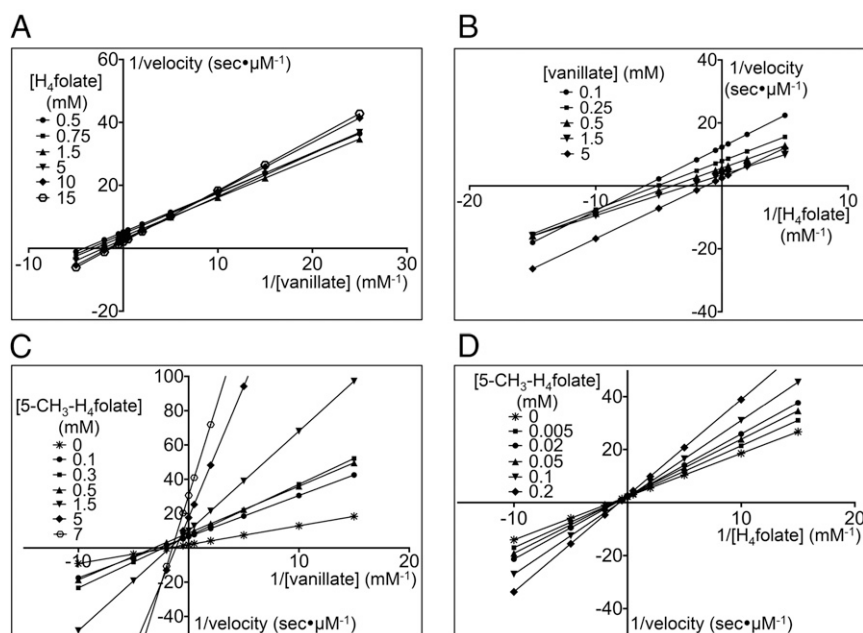 A
[H₄folate]
(mM)
0.5
0.75
1.5
5
10
15
60
40
20
-20
-10
10
20
30
1/velocity (sec•µM⁻¹)
1/[vanillate] (mM⁻¹)
B
[vanillate] (mM)
0.1
0.25
0.5
1.5
5
40
20
-20
-40
-20
-10
10
1/velocity
(sec•µM⁻¹)
1/[H₄folate]
(mM⁻¹)
C
[5-CH₃-H₄folate]
(mM)
0
0.1
0.3
0.5
1.5
5
7
100
80
60
40
20
-20
-40
-10
10
20
1/[vanillate] (mM⁻¹)
1/velocity (sec•µM⁻¹)
D
[5-CH₃-H₄folate]
(mM)
0
0.005
0.02
0.05
0.1
0.2
40
20
-20
-40
-10
10
20
1/[H₄folate] (mM⁻¹)
1/velocity (sec•µM⁻¹)